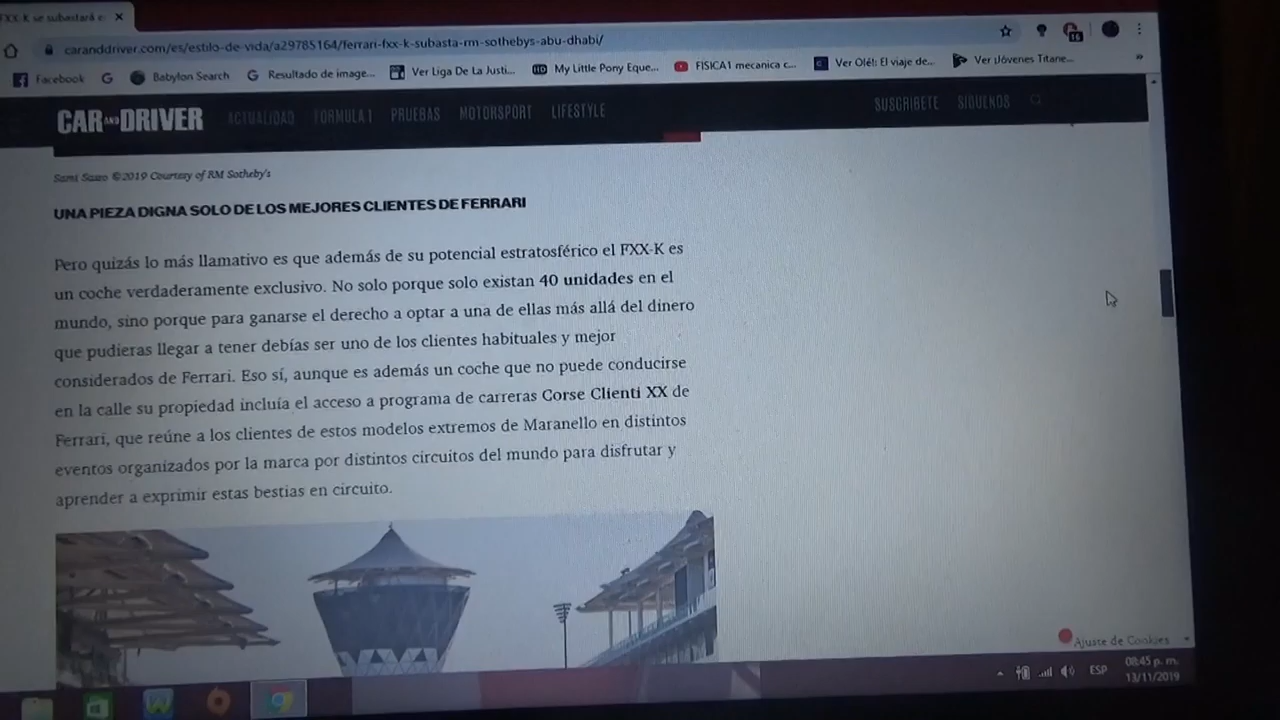 FXX-K se subastará e
caranddriver.com/es/estilo-de-vida/a29785164/ferrari-fxx-k-subasta-rm-sothebys-abu-dhabi/
16
Facebook
Babylon Search
Resultado de image...
Ver Liga De La Justi...
My Little Pony Eque...
FISICA1 mecanica c...
Ver Olé!: El viaje de...
Ver ¡Jóvenes Titane...
»
CAR AND DRIVER
ACTUALIDAD FORMULA 1 PRUEBAS MOTORSPORT LIFESTYLE
SUSCRÍBETE SÍGUENOS
©2019 Courtesy of RM Sotheby's
UNA PIEZA DIGNA SOLO DE LOS MEJORES CLIENTES DE FERRARI
Pero quizás lo más llamativo es que además de su potencial estratosférico el FXX-K es
un coche verdaderamente exclusivo. No solo porque solo existan 40 unidades en el
mundo, sino porque para ganarse el derecho a optar a una de ellas más allá del dinero
que pudieras llegar a tener debías ser uno de los clientes habituales y mejor
considerados de Ferrari. Eso sí, aunque es además un coche que no puede conducirse
en la calle su propiedad incluía el acceso a programa de carreras Corse Clienti XX de
Ferrari, que reúne a los clientes de estos modelos extremos de Maranello en distintos
eventos organizados por la marca por distintos circuitos del mundo para disfrutar y
aprender a exprimir estas bestias en circuito.
Ajuste de Cookies
ESP
08:45 p. m.
13/11/2019